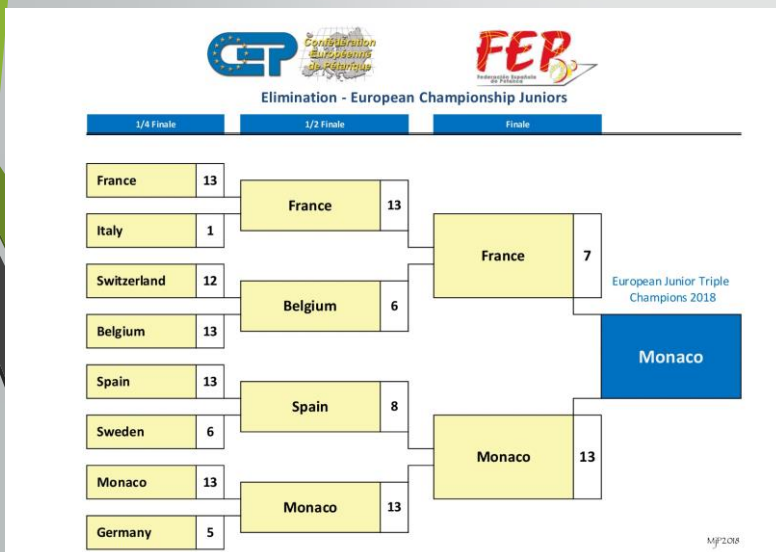 CEP
Confédération
Européenne
de Pétanque
FEP
Federación Española
de Petanca
Elimination - European Championship Juniors
1/4 Finale 1/2 Finale Finale
France 13
Italy 1
Switzerland 12
Belgium 13
Spain 13
Sweden 6
Monaco 13
Germany 5
France 13
Belgium 6
Spain 8
Monaco 13
France 7
Monaco 13
European Junior Triple
Champions 2018
Monaco
MJP2018